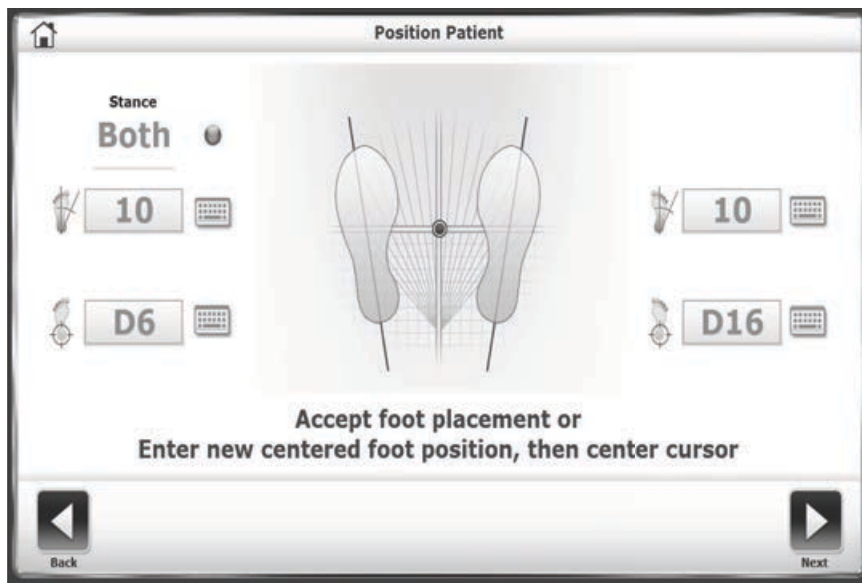 Position Patient
Stance
Both
10
10
D6
D16
Accept foot placement or
Enter new centered foot position, then center cursor
Back
Next